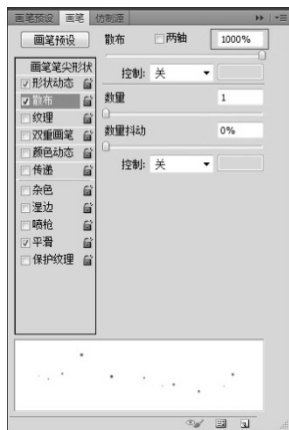 画笔预设 画笔 仿制源
画笔预设 散布 两轴 1000%
画笔笔尖形状 控制: 关
形状动态
散布 数量 1
纹理
双重画笔 数量抖动 0%
颜色动态
传递 控制: 关
杂色
湿边
喷枪
平滑
保护纹理